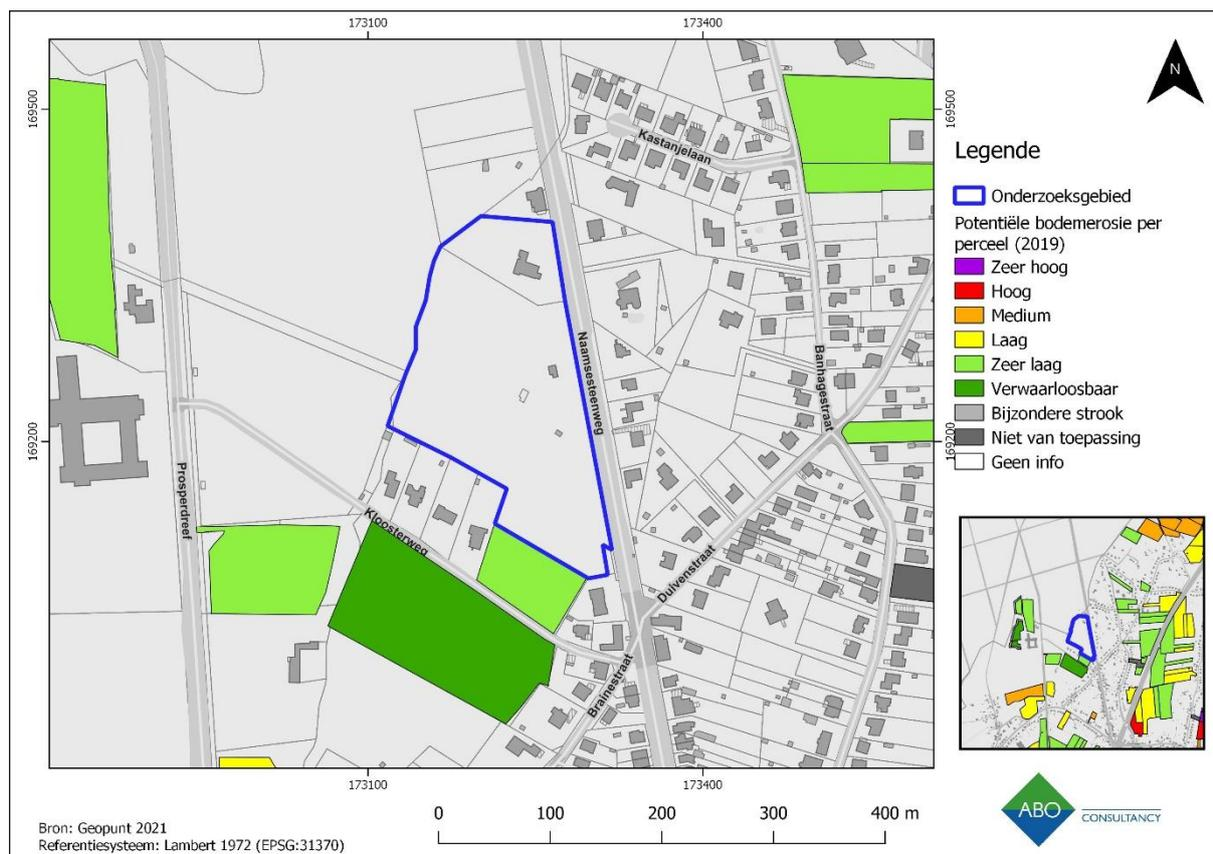 173100
173400
169500
169500
N
Kastanjelaan
Naamsesteenweg
Banhagestraat
169200
169200
Prosperdreef
Kloosterweg
Duivenstraat
Brainestraat
173100
173400
Legende
Onderzoeksgebied
Potentiële bodemerosie per
perceel (2019)
Zeer hoog
Hoog
Medium
Laag
Zeer laag
Verwaarloosbaar
Bijzondere strook
Niet van toepassing
Geen info
0 100 200 300 400 m
Bron: Geopunt 2021
Referentiesysteem: Lambert 1972 (EPSG:31370)
ABO
CONSULTANCY